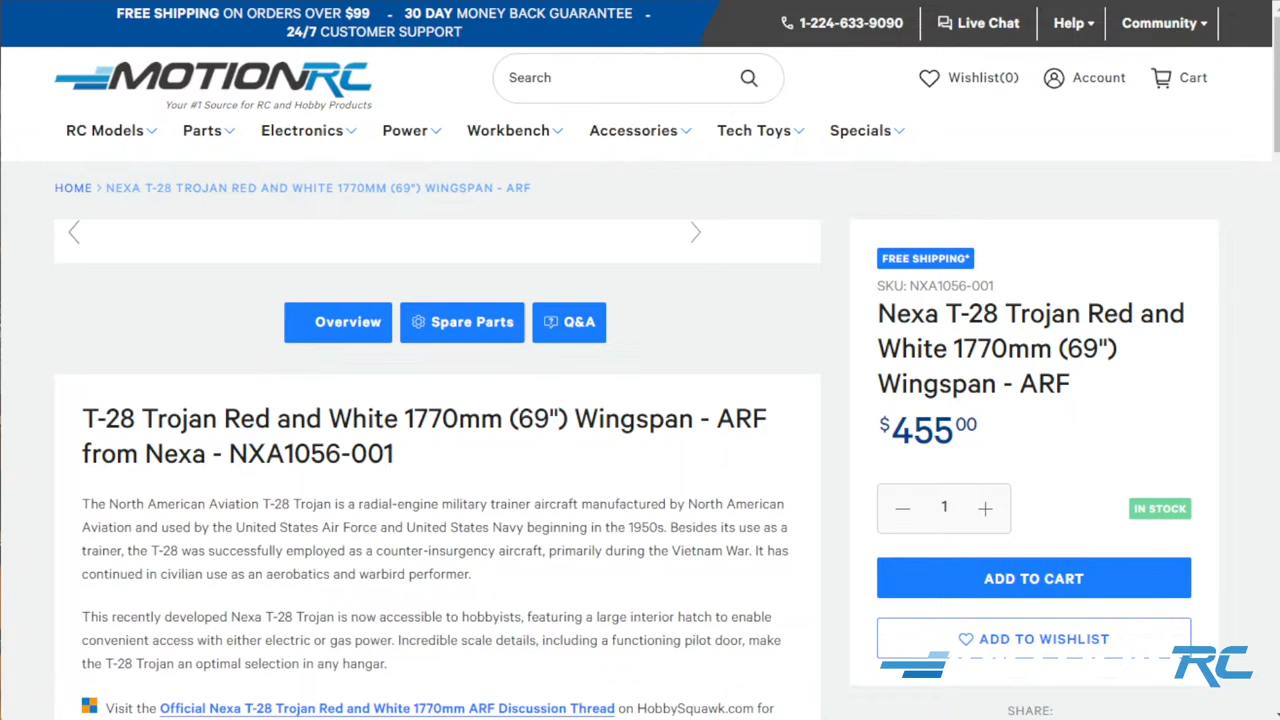 FREE SHIPPING ON ORDERS OVER $99 - 30 DAY MONEY BACK GUARANTEE -
24/7 CUSTOMER SUPPORT
1-224-633-9090
Live Chat
Help
Community
MOTIONRC
Your #1 Source for RC and Hobby Products
Search
Wishlist(0)
Account
Cart
RC Models
Parts
Electronics
Power
Workbench
Accessories
Tech Toys
Specials
HOME > NEXA T-28 TROJAN RED AND WHITE 1770MM (69") WINGSPAN - ARF
Overview
Spare Parts
Q&A
T-28 Trojan Red and White 1770mm (69") Wingspan - ARF
from Nexa - NXA1056-001
The North American Aviation T-28 Trojan is a radial-engine military trainer aircraft manufactured by North American
Aviation and used by the United States Air Force and United States Navy beginning in the 1950s. Besides its use as a
trainer, the T-28 was successfully employed as a counter-insurgency aircraft, primarily during the Vietnam War. It has
continued in civilian use as an aerobatics and warbird performer.
This recently developed Nexa T-28 Trojan is now accessible to hobbyists, featuring a large interior hatch to enable
convenient access with either electric or gas power. Incredible scale details, including a functioning pilot door, make
the T-28 Trojan an optimal selection in any hangar.
Visit the Official Nexa T-28 Trojan Red and White 1770mm ARF Discussion Thread on HobbySquawk.com for
FREE SHIPPING*
SKU: NXA1056-001
Nexa T-28 Trojan Red and
White 1770mm (69")
Wingspan - ARF
$45500
1
IN STOCK
ADD TO CART
ADD TO WISHLIST
RC
SHARE: